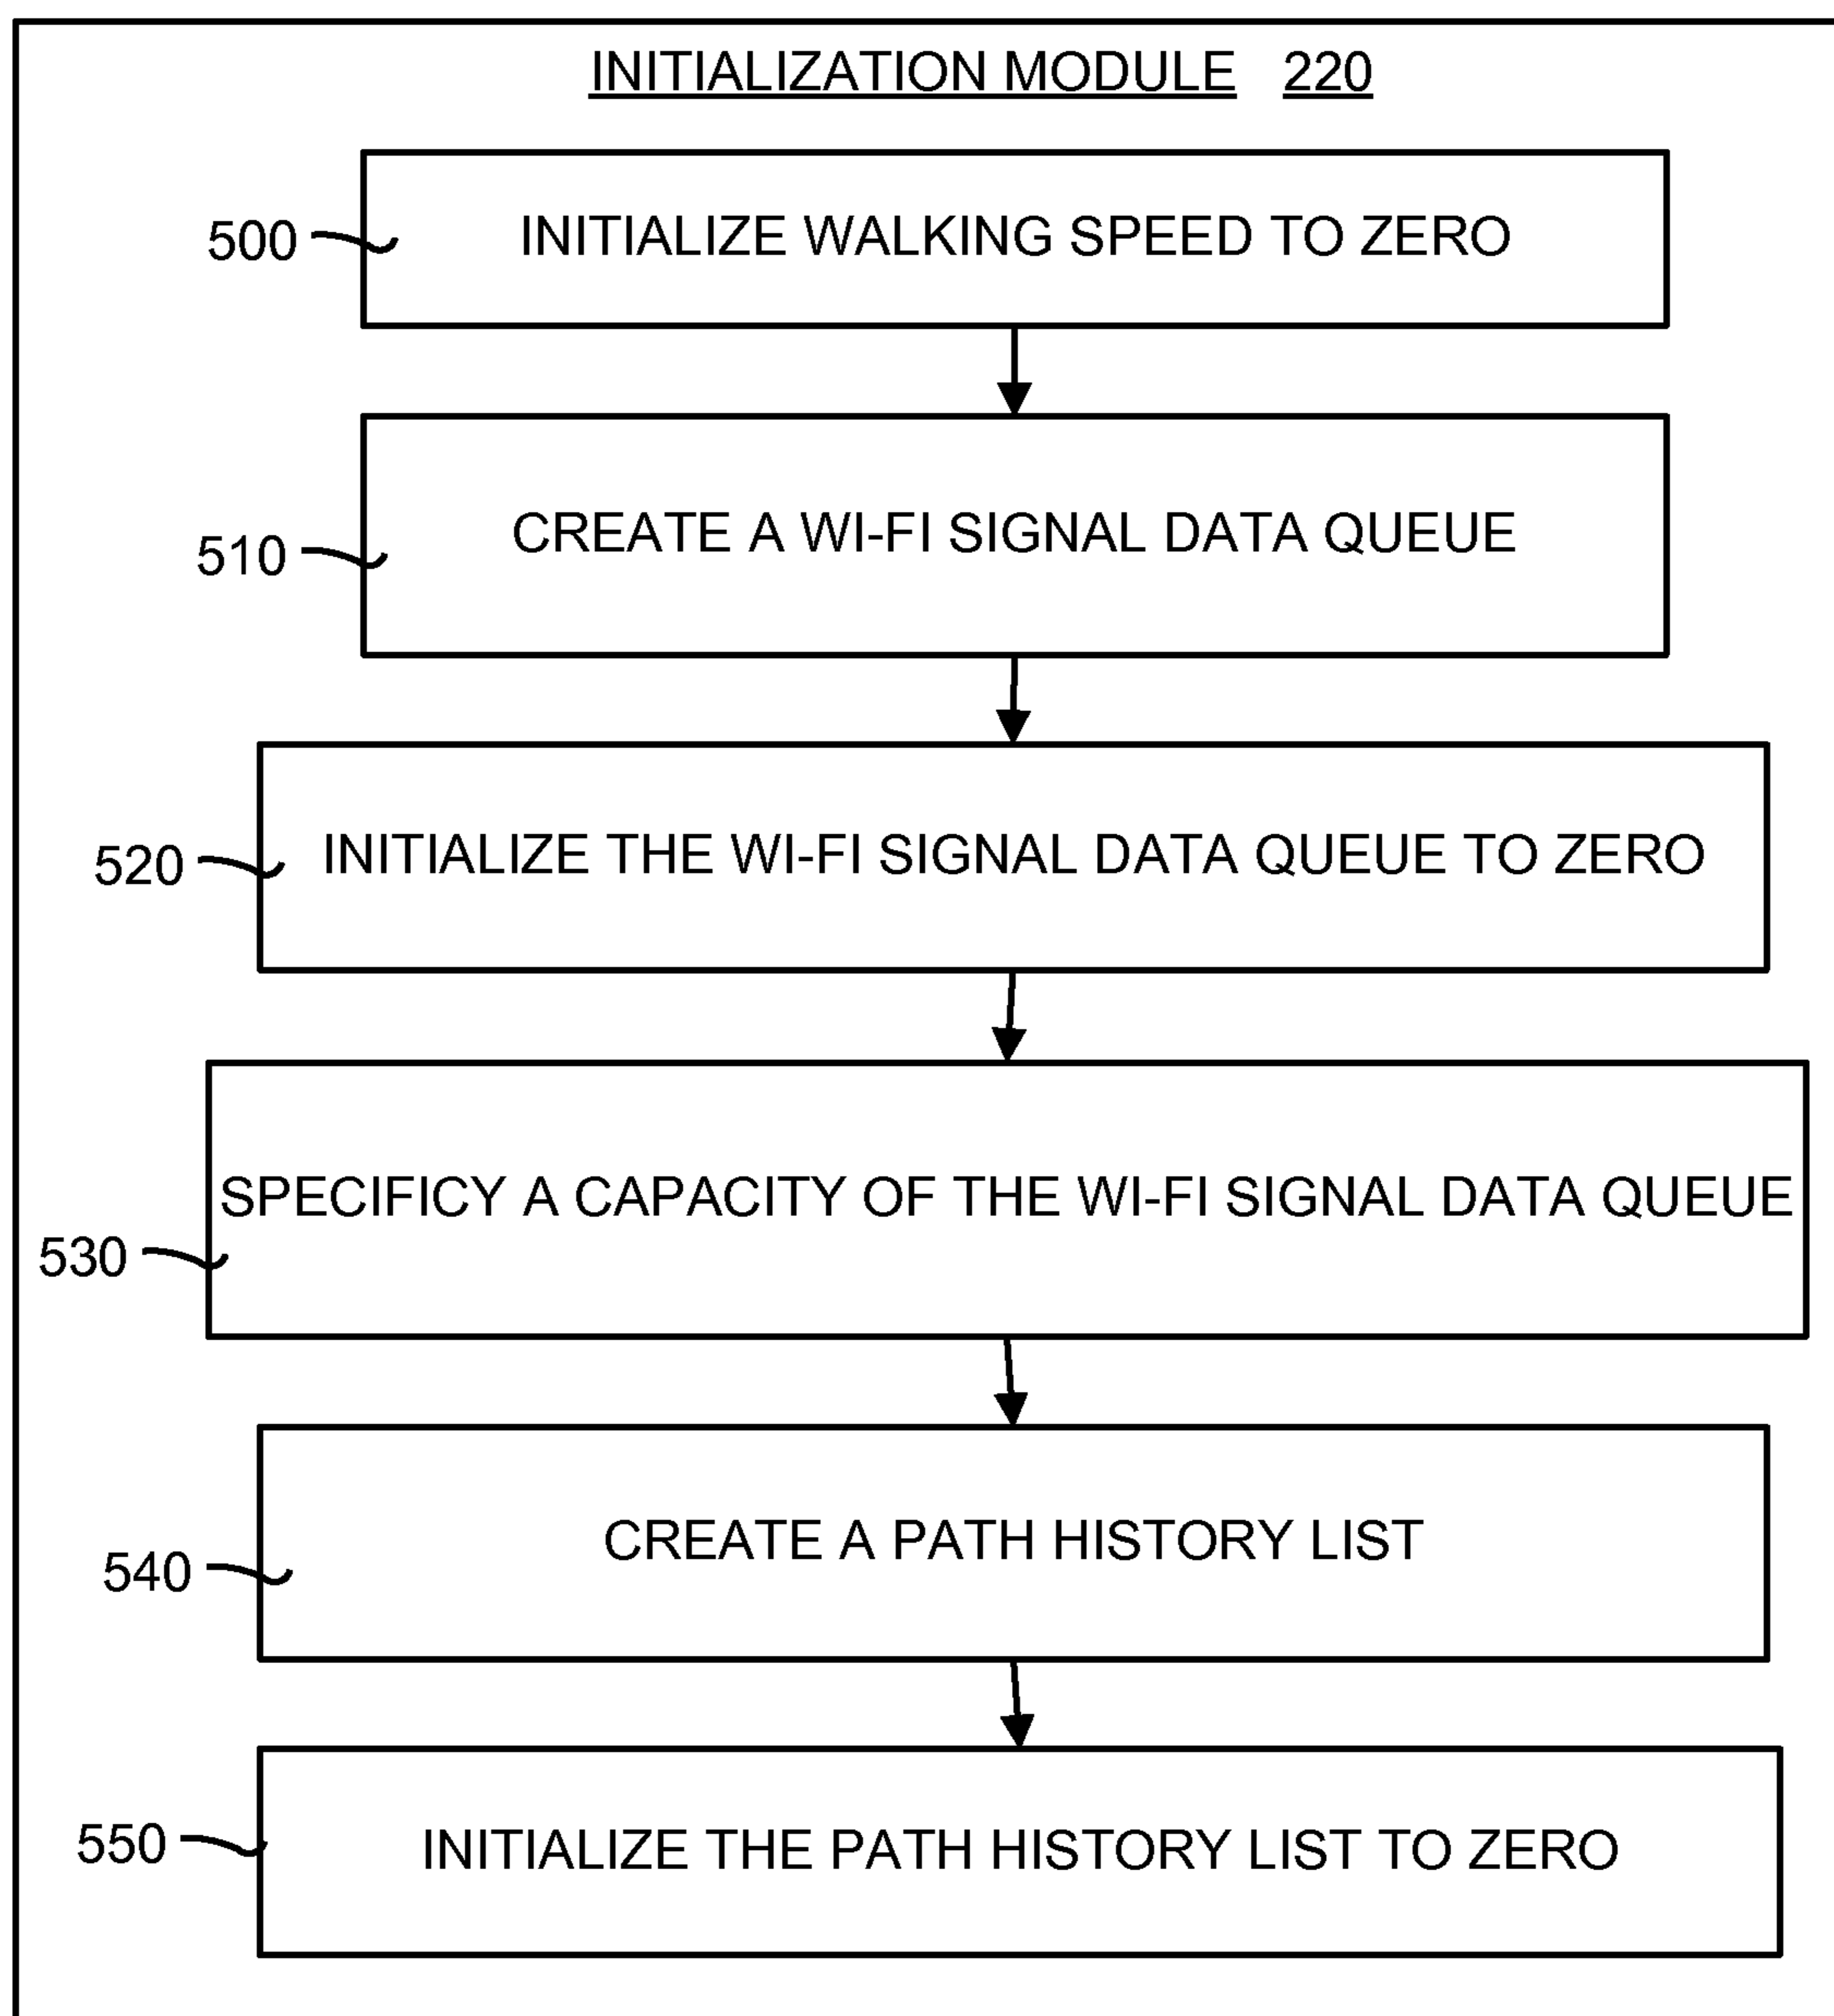 INITIALIZATION MODULE 220
500 INITIALIZE WALKING SPEED TO ZERO
510 CREATE A WI-FI SIGNAL DATA QUEUE
520 INITIALIZE THE WI-FI SIGNAL DATA QUEUE TO ZERO
530 SPECIFICY A CAPACITY OF THE WI-FI SIGNAL DATA QUEUE
540 CREATE A PATH HISTORY LIST
550 INITIALIZE THE PATH HISTORY LIST TO ZERO